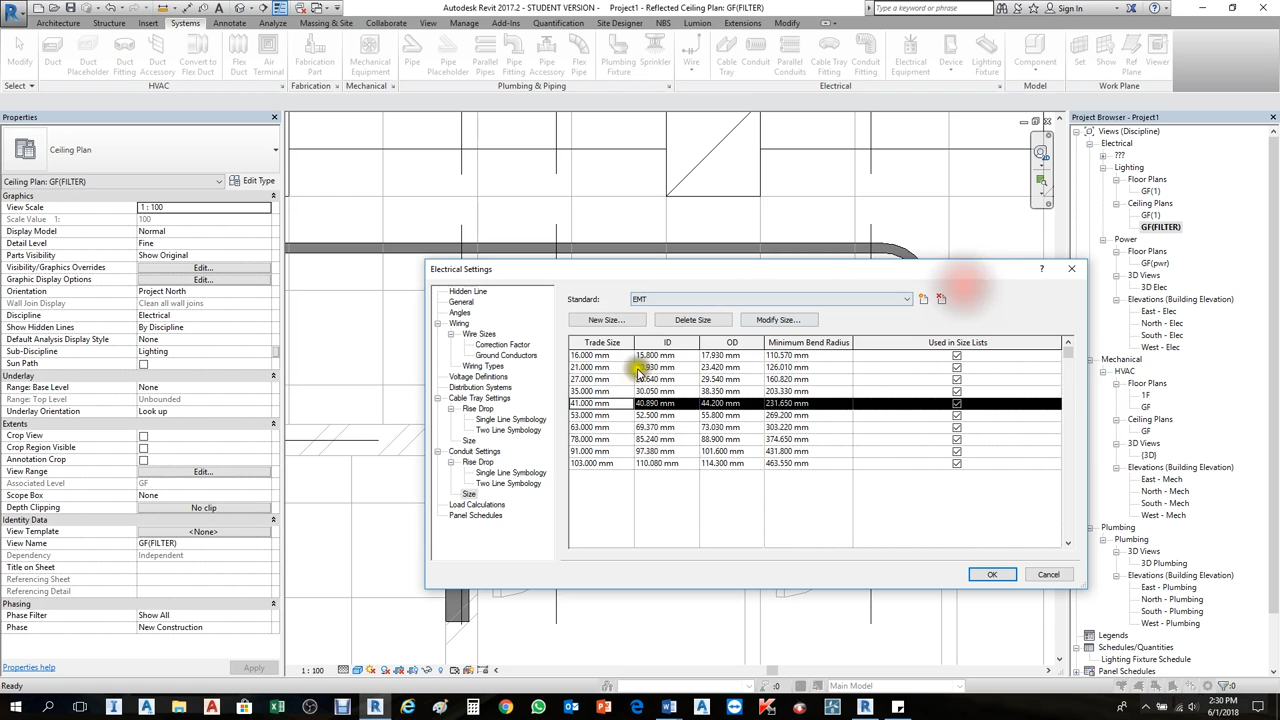 Autodesk Revit 2017.2 - STUDENT VERSION - Project1 - Reflected Ceiling Plan: GF(FILTER)
Type a keyword or phrase
Sign In
Architecture Structure Insert Systems Annotate Analyze Massing & Site Collaborate View Manage Add-Ins Quantification Site Designer NBS Lumion Extensions Modify
Modify Duct Duct Placeholder Duct Fitting Duct Accessory Convert to Flex Duct Flex Duct Air Terminal Fabrication Part Mechanical Equipment Pipe Pipe Placeholder Parallel Pipes Pipe Fitting Pipe Accessory Flex Pipe Plumbing Fixture Sprinkler Wire Cable Tray Conduit Parallel Conduits Cable Tray Fitting Conduit Fitting Electrical Equipment Device Lighting Fixture Component Set Show Ref Plane Viewer
Select HVAC Fabrication Mechanical Plumbing & Piping Electrical Model Work Plane
Properties
Ceiling Plan
Ceiling Plan: GF(FILTER) Edit Type
Graphics
View Scale 1 : 100
Scale Value 1: 100
Display Model Normal
Detail Level Fine
Parts Visibility Show Original
Visibility/Graphics Overrides Edit...
Graphic Display Options Edit...
Orientation Project North
Wall Join Display Clean all wall joins
Discipline Electrical
Show Hidden Lines By Discipline
Default Analysis Display Style None
Sub-Discipline Lighting
Sun Path
Underlay
Range: Base Level None
Range: Top Level Unbounded
Underlay Orientation Look up
Extents
Crop View
Crop Region Visible
Annotation Crop
View Range Edit...
Associated Level GF
Scope Box None
Depth Clipping No clip
Identity Data
View Template <None>
View Name GF(FILTER)
Dependency Independent
Title on Sheet
Referencing Sheet
Referencing Detail
Phasing
Phase Filter Show All
Phase New Construction
Properties help Apply
Electrical Settings
Hidden Line
General
Angles
Wiring
Wire Sizes
Correction Factor
Ground Conductors
Wiring Types
Voltage Definitions
Distribution Systems
Cable Tray Settings
Rise Drop
Single Line Symbology
Two Line Symbology
Size
Conduit Settings
Rise Drop
Single Line Symbology
Two Line Symbology
Size
Load Calculations
Panel Schedules
Standard: EMT
New Size... Delete Size Modify Size...
Trade Size ID OD Minimum Bend Radius Used in Size Lists
16.000 mm 15.800 mm 17.930 mm 110.570 mm
21.000 mm .930 mm 23.420 mm 126.010 mm
27.000 mm .640 mm 29.540 mm 160.820 mm
35.000 mm 30.050 mm 38.350 mm 203.330 mm
41.000 mm 40.890 mm 44.200 mm 231.650 mm
53.000 mm 52.500 mm 55.800 mm 269.200 mm
63.000 mm 69.370 mm 73.030 mm 303.220 mm
78.000 mm 85.240 mm 88.900 mm 374.650 mm
91.000 mm 97.380 mm 101.600 mm 431.800 mm
103.000 mm 110.080 mm 114.300 mm 463.550 mm
OK Cancel
Project Browser - Project1
Views (Discipline)
Electrical
???
Lighting
Floor Plans
GF(1)
Ceiling Plans
GF(1)
GF(FILTER)
Power
Floor Plans
GF(pwr)
3D Views
3D Elec
Elevations (Building Elevation)
East - Elec
North - Elec
South - Elec
West - Elec
Mechanical
HVAC
Floor Plans
1F
GF
Ceiling Plans
GF
3D Views
{3D}
Elevations (Building Elevation)
East - Mech
North - Mech
South - Mech
West - Mech
Plumbing
Plumbing
3D Views
3D Plumbing
Elevations (Building Elevation)
East - Plumbing
North - Plumbing
South - Plumbing
West - Plumbing
Legends
Schedules/Quantities
Lighting Fixture Schedule
Panel Schedules
1 : 100
Ready
:0
Main Model
:0
2:30 PM
6/1/2018